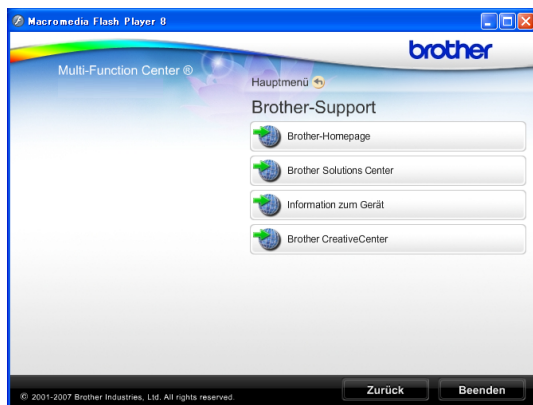 Macromedia Flash Player 8
brother
Multi-Function Center ®
Hauptmenü
Brother-Support
Brother-Homepage
Brother Solutions Center
Information zum Gerät
Brother CreativeCenter
© 2001-2007 Brother Industries, Ltd. All rights reserved.
Zurück
Beenden